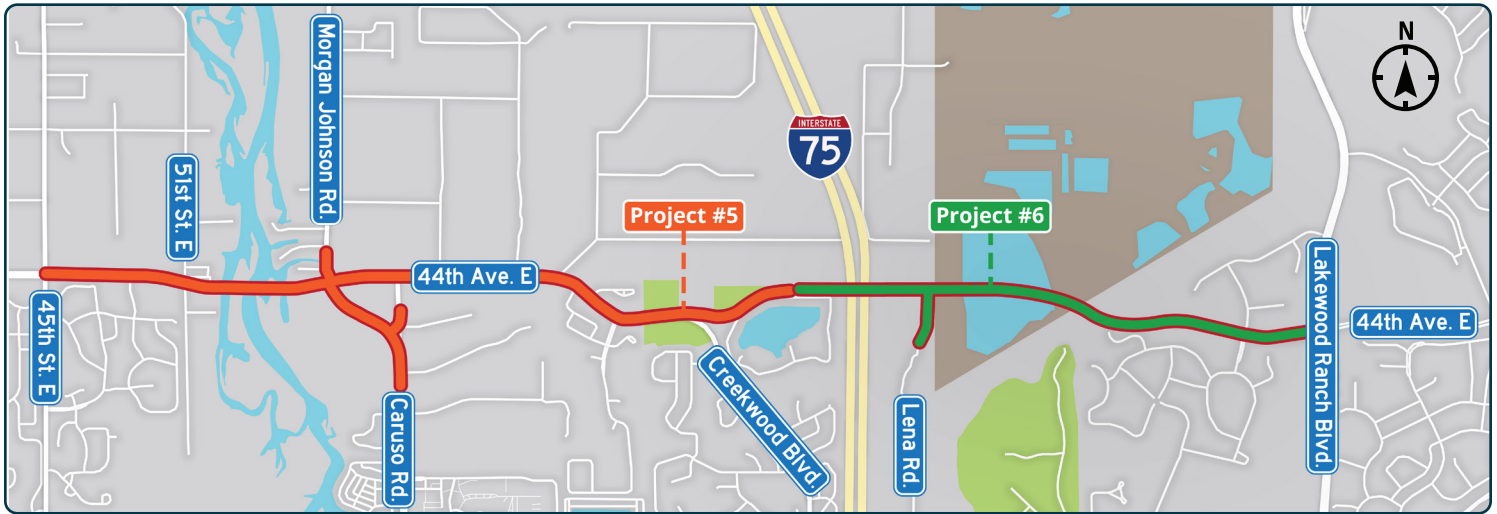 N
Morgan Johnson Rd.
INTERSTATE
75
51st St. E
Project #5
Project #6
44th Ave. E
45th St. E
Lakewood Ranch Blvd.
44th Ave. E
Creekwood Blvd.
Caruso Rd.
Lena Rd.